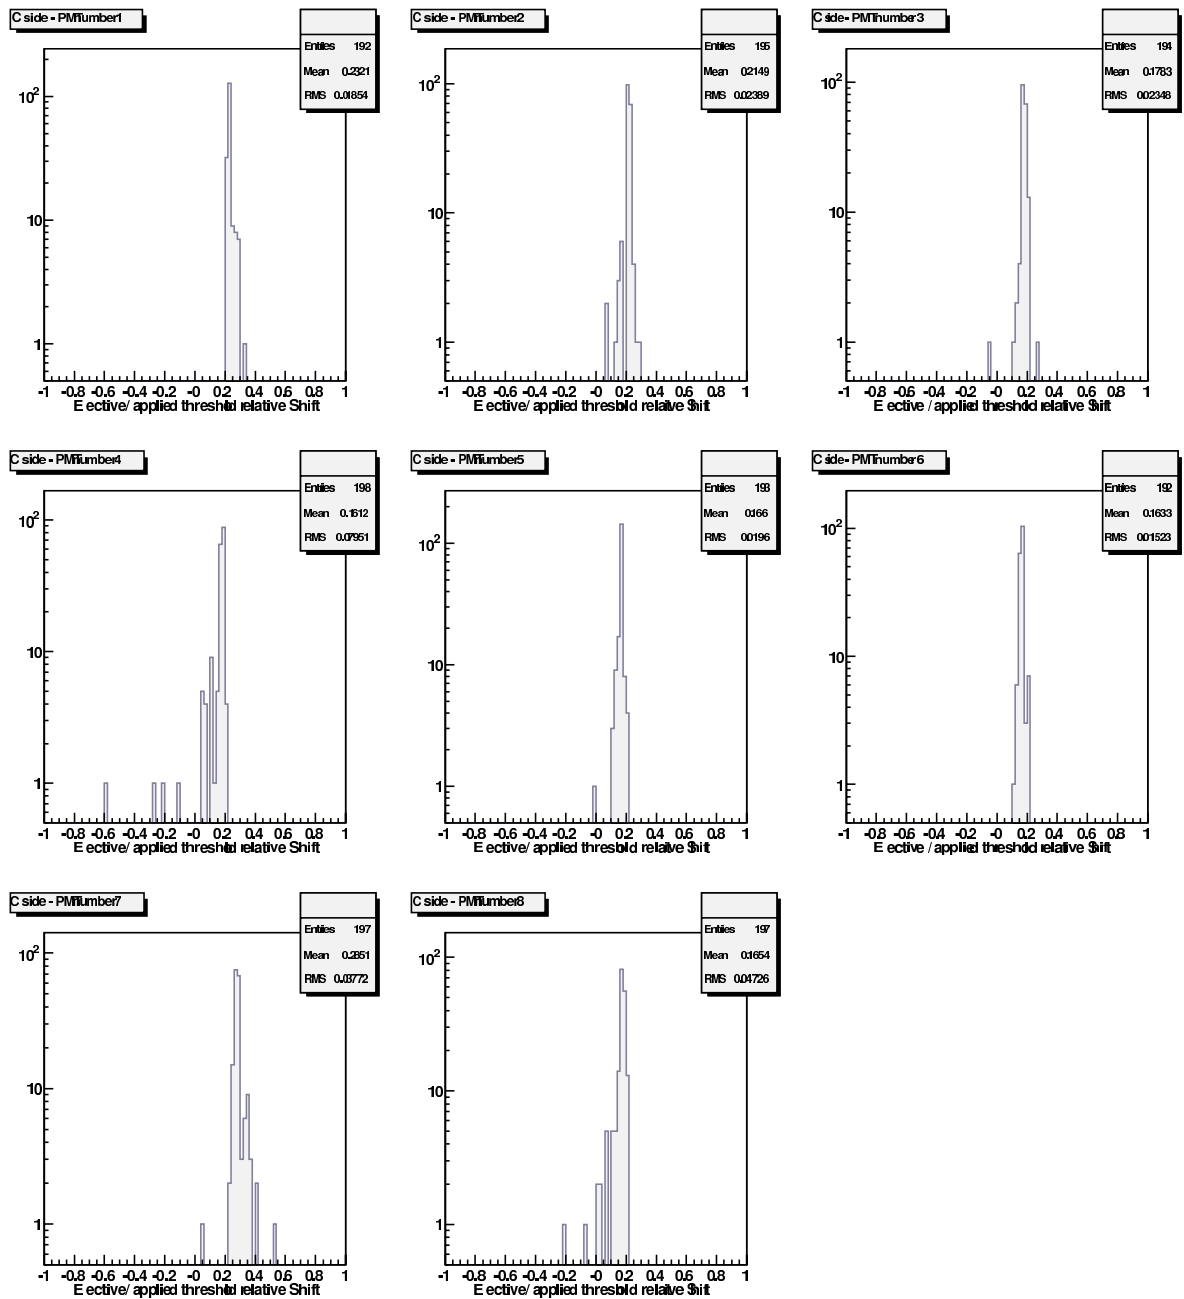 C side - PMTnumber1
Entries 192
Mean 0.2321
RMS 0.01854
10²
10
1
-1 -0.8 -0.6 -0.4 -0.2 -0 0.2 0.4 0.6 0.8 1
E ective / applied threshold relative Shift
C side - PMTnumber2
Entries 195
Mean 0.2149
RMS 0.02389
10²
10
1
-1 -0.8 -0.6 -0.4 -0.2 -0 0.2 0.4 0.6 0.8 1
E ective / applied threshold relative Shift
C side - PMTnumber3
Entries 194
Mean 0.1783
RMS 0.02348
10²
10
1
-1 -0.8 -0.6 -0.4 -0.2 -0 0.2 0.4 0.6 0.8 1
E ective / applied threshold relative Shift
C side - PMTnumber4
Entries 198
Mean 0.1612
RMS 0.07951
10²
10
1
-1 -0.8 -0.6 -0.4 -0.2 -0 0.2 0.4 0.6 0.8 1
E ective / applied threshold relative Shift
C side - PMTnumber5
Entries 193
Mean 0.166
RMS 0.0196
10²
10
1
-1 -0.8 -0.6 -0.4 -0.2 -0 0.2 0.4 0.6 0.8 1
E ective / applied threshold relative Shift
C side - PMTnumber6
Entries 192
Mean 0.1633
RMS 0.01523
10²
10
1
-1 -0.8 -0.6 -0.4 -0.2 -0 0.2 0.4 0.6 0.8 1
E ective / applied threshold relative Shift
C side - PMTnumber7
Entries 197
Mean 0.2851
RMS 0.03772
10²
10
1
-1 -0.8 -0.6 -0.4 -0.2 -0 0.2 0.4 0.6 0.8 1
E ective / applied threshold relative Shift
C side - PMTnumber8
Entries 197
Mean 0.1654
RMS 0.04726
10²
10
1
-1 -0.8 -0.6 -0.4 -0.2 -0 0.2 0.4 0.6 0.8 1
E ective / applied threshold relative Shift